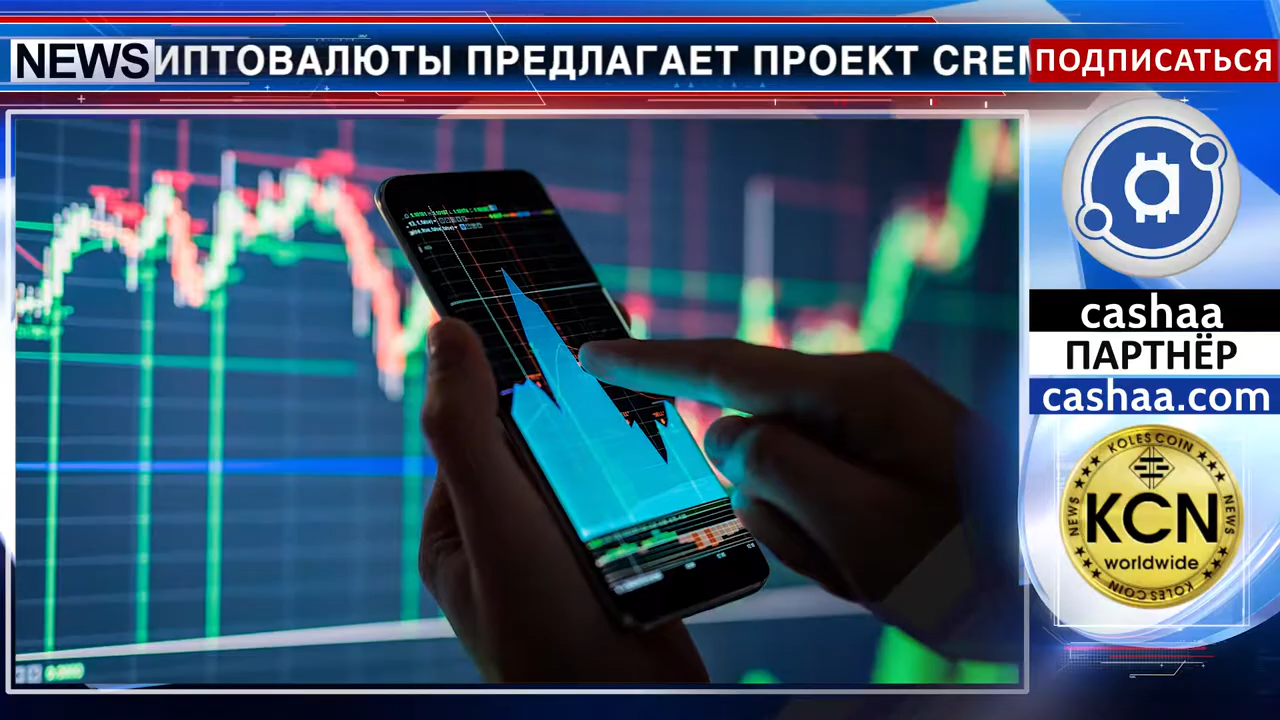 NEWS
ИПТОВАЛЮТЫ ПРЕДЛАГАЕТ ПРОЕКТ CREM
ПОДПИСАТЬСЯ
cashaa
ПАРТНЁР
cashaa.com
KOLES COIN
NEWS
KCN
NEWS
worldwide
KOLES COIN